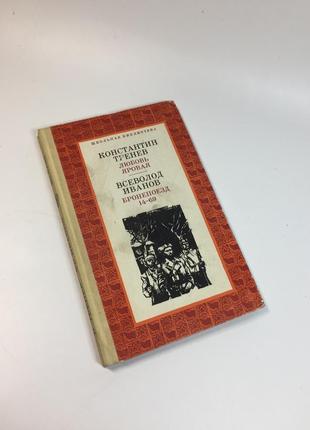 ШКОЛЬНАЯ БИБЛИОТЕКА
КОНСТАНТИН
ТРЕНЕВ
ЛЮБОВЬ
ЯРОВАЯ
ВСЕВОЛОД
ИВАНОВ
БРОНЕПОЕЗД
14-69